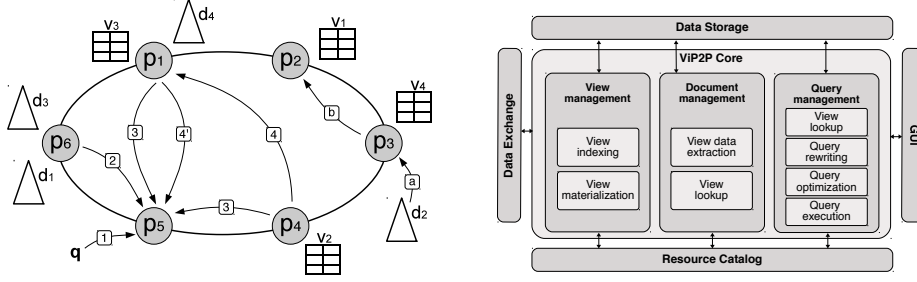 d4
v3
v1
p1
p2
v4
d3
3
4'
4
b
p6
p3
2
a
d1
3
d2
1
p5
p4
q
v2
Data Storage
ViP2P Core
Data Exchange
View
management
View
indexing
View
materialization
Document
management
View data
extraction
View
lookup
Query
management
View
lookup
Query
rewriting
Query
optimization
Query
execution
GUI
Resource Catalog